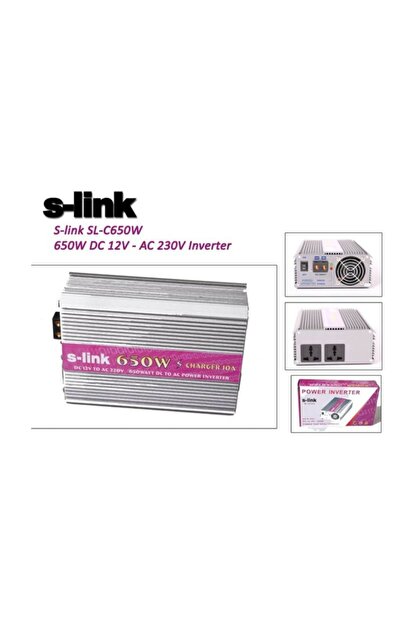 s-link
S-link SL-C650W
650W DC 12V - AC 230V Inverter
s-link 650W & CHARGER 10A
DC 12V TO AC 220V. 650WATT DC TO AC POWER INVERTER
POWER INVERTER
s-link